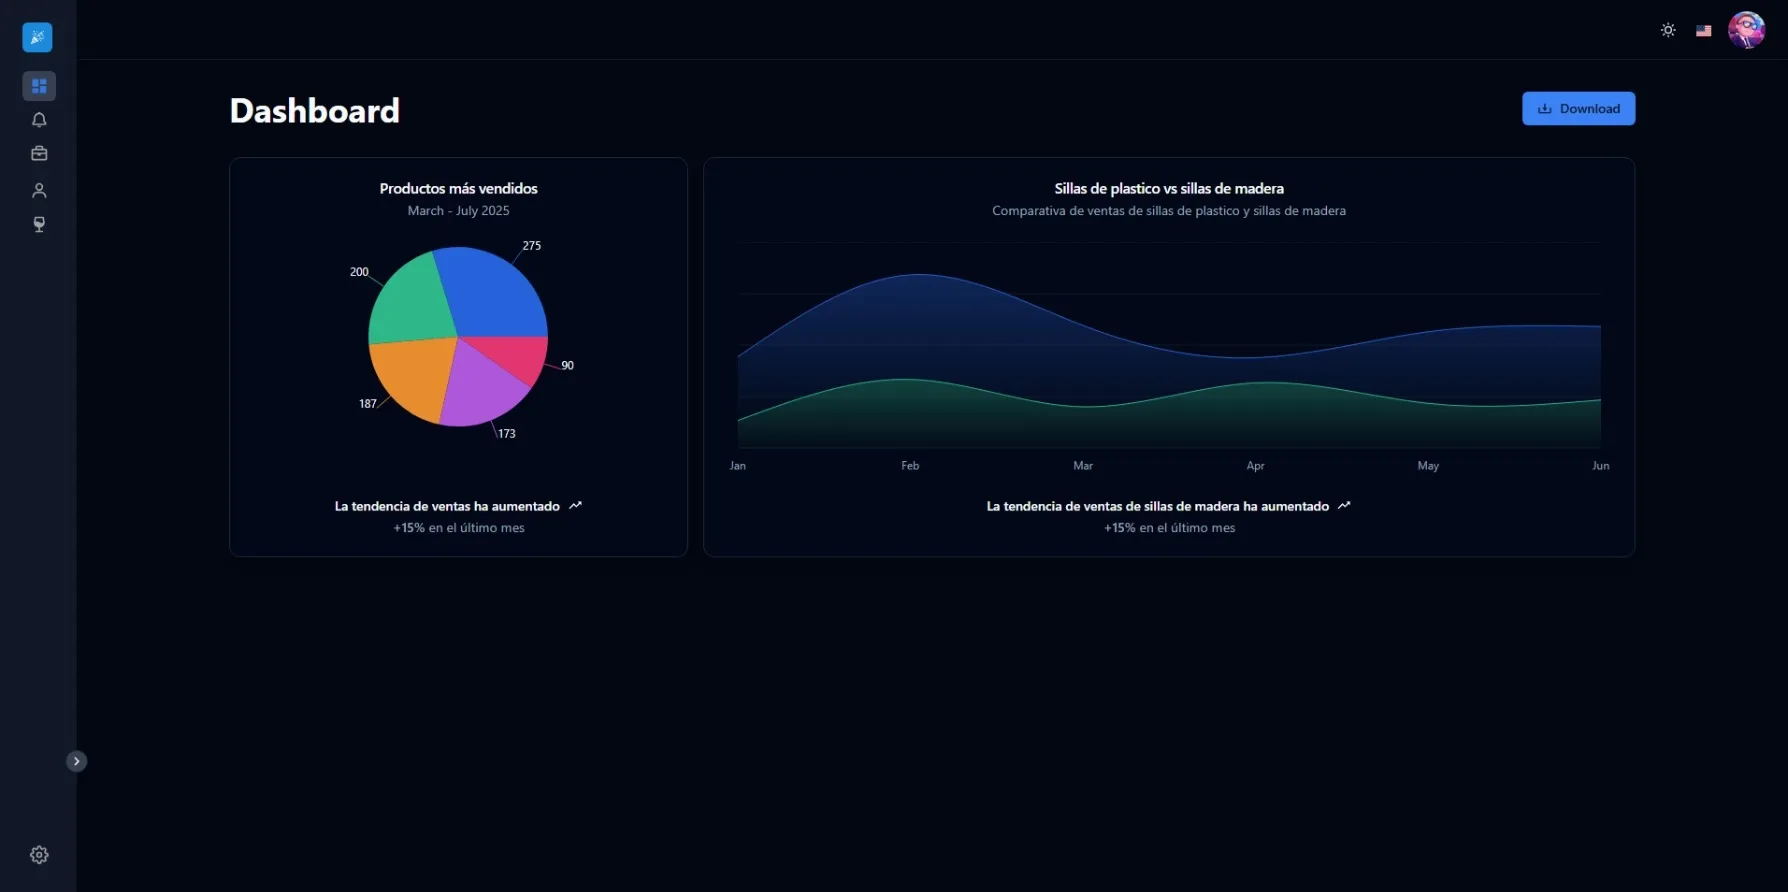 Dashboard
Download
Productos más vendidos
March - July 2025
275
200
90
187
173
La tendencia de ventas ha aumentado
+15% en el último mes
Sillas de plastico vs sillas de madera
Comparativa de ventas de sillas de plastico y sillas de madera
Jan Feb Mar Apr May Jun
La tendencia de ventas de sillas de madera ha aumentado
+15% en el último mes